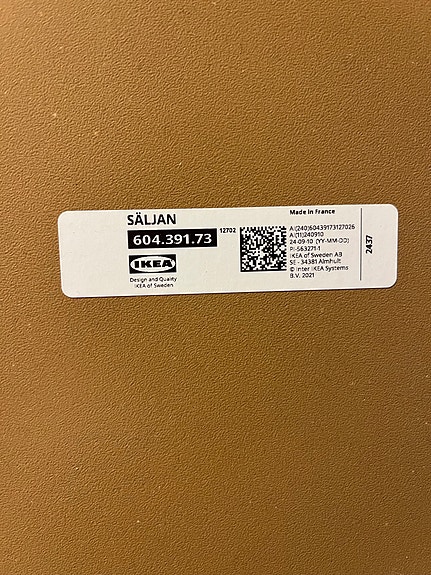 SÄLJAN
604.391.73
12702
IKEA
Design and Quality
IKEA of Sweden
Made in France
AI(240)60439173127026
AI(11)240910
24-09-10 (YY-MM-DD)
PI-563271-1
IKEA of Sweden AB
SE - 34381 Älmhult
© Inter IKEA Systems
B.V. 2021
2437